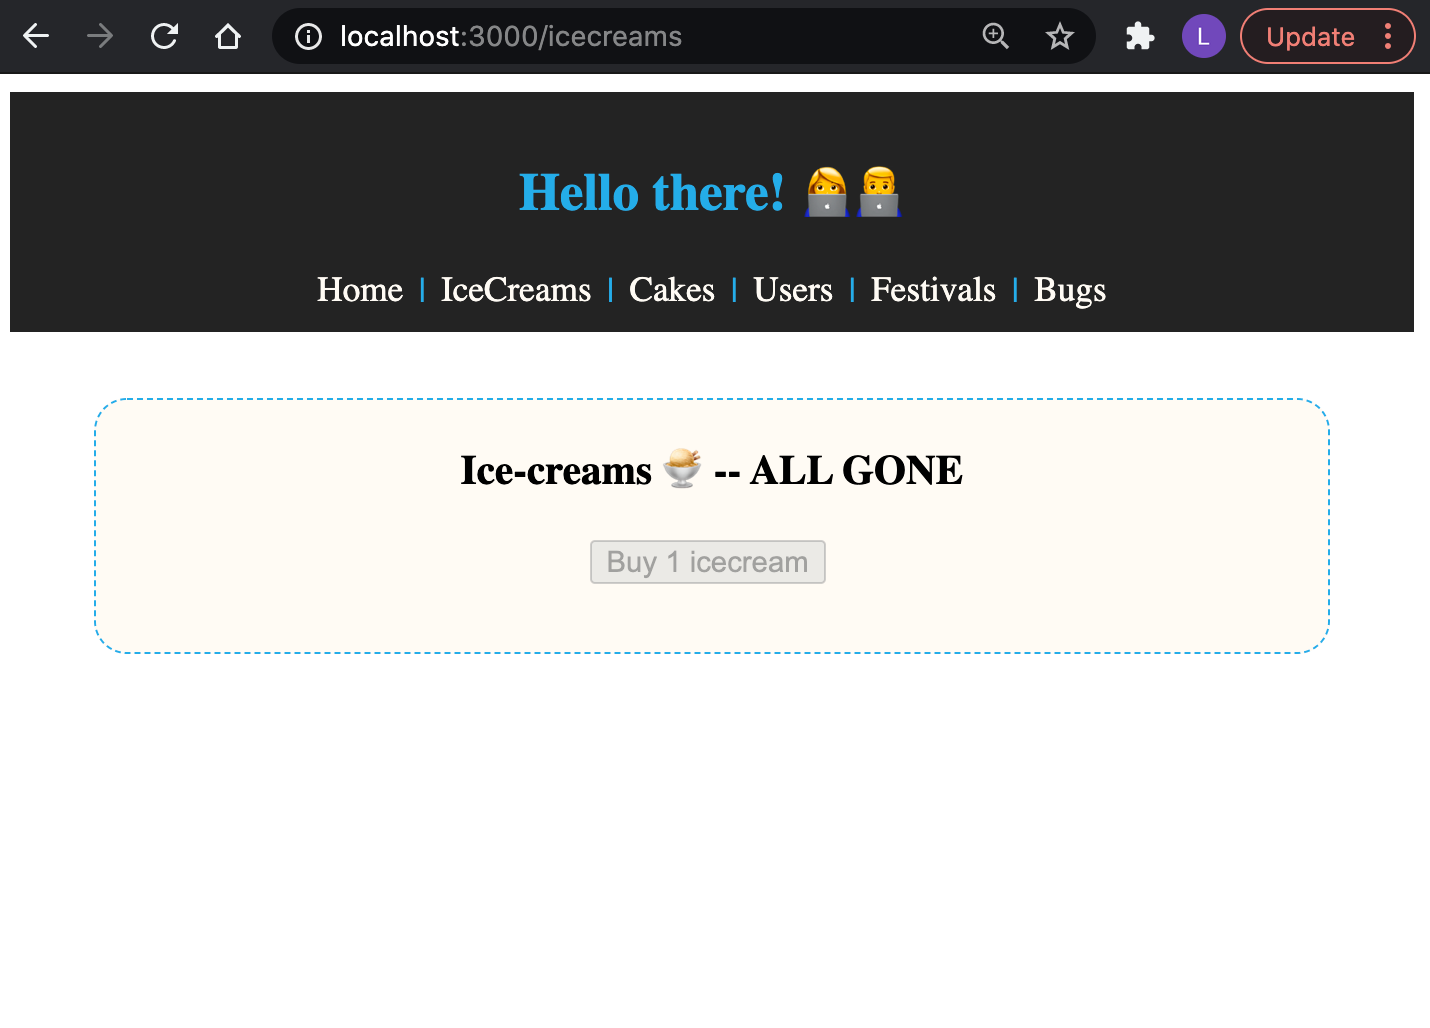 localhost:3000/icecreams L Update
Hello there! 👩‍💻👨‍💻
Home | IceCreams | Cakes | Users | Festivals | Bugs
Ice-creams 🍨 -- ALL GONE
Buy 1 icecream